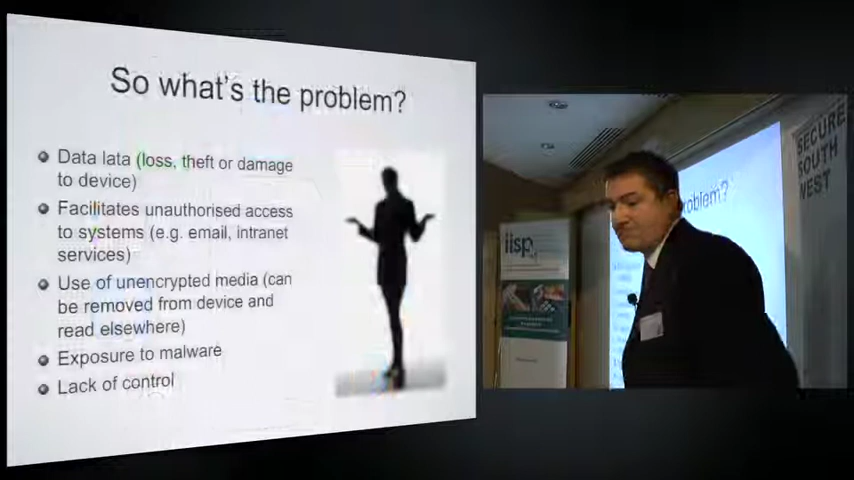 So what's the problem?
Data lata (loss, theft or damage
to device)
Facilitates unauthorised access
to systems (e.g. email, intranet
services)
Use of unencrypted media (can
be removed from device and
read elsewhere)
Exposure to malware
Lack of control
iisp
roblem?
SECURE
SOUTH
WEST